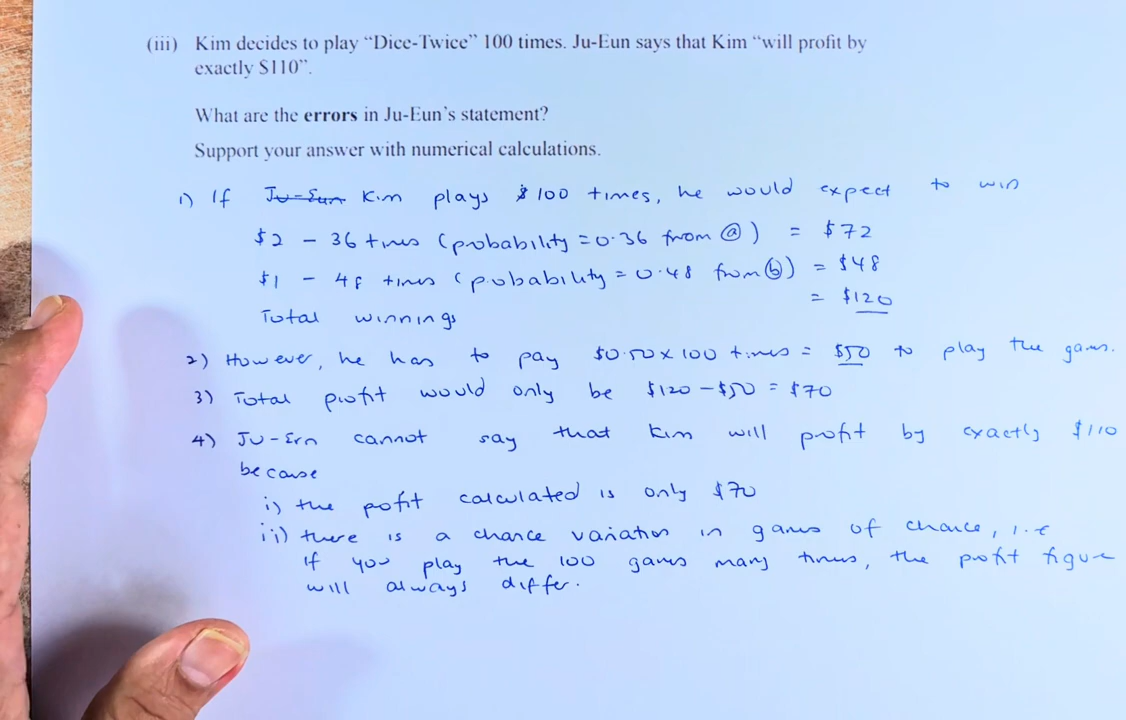 (iii) Kim decides to play “Dice-Twice” 100 times. Ju-Eun says that Kim “will profit by
exactly $110”.
What are the errors in Ju-Eun’s statement?
Support your answer with numerical calculations.
1) If Ju-Eun Kim plays $ 100 times, he would expect to win
$2 - 36 times (probability = 0.36 from ⓐ) = $72
$1 - 48 times (probability = 0.48 from ⓑ) = $48
Total winnings = $120
2) However, he has to pay $0.50 x 100 times = $50 to play the game.
3) Total profit would only be $120 - $50 = $70
4) Ju-Ern cannot say that Kim will profit by exactly $110
because
i) the pofit calculated is only $70
ii) there is a chance variation in games of chance, i.e
if you play the 100 games many times, the profit figure
will always differ.